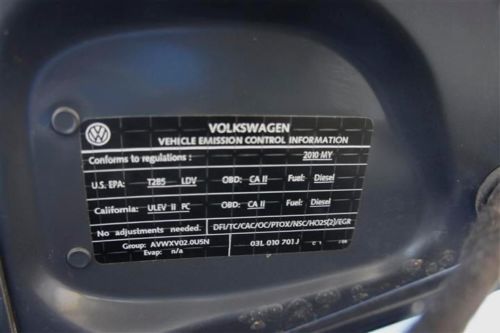 VOLKSWAGEN
VEHICLE EMISSION CONTROL INFORMATION
Conforms to regulations : 2010 MY
U.S. EPA: T2B5 LDV OBD: CA II Fuel: Diesel
California: ULEV II PC OBD: CA II Fuel: Diesel
No adjustments needed. DFI/TC/CAC/OC/PTOX/NSC/HO2S(2)/EGR
Group: AVWXV02.0U5N 03L 010 701J
Evap: n/a